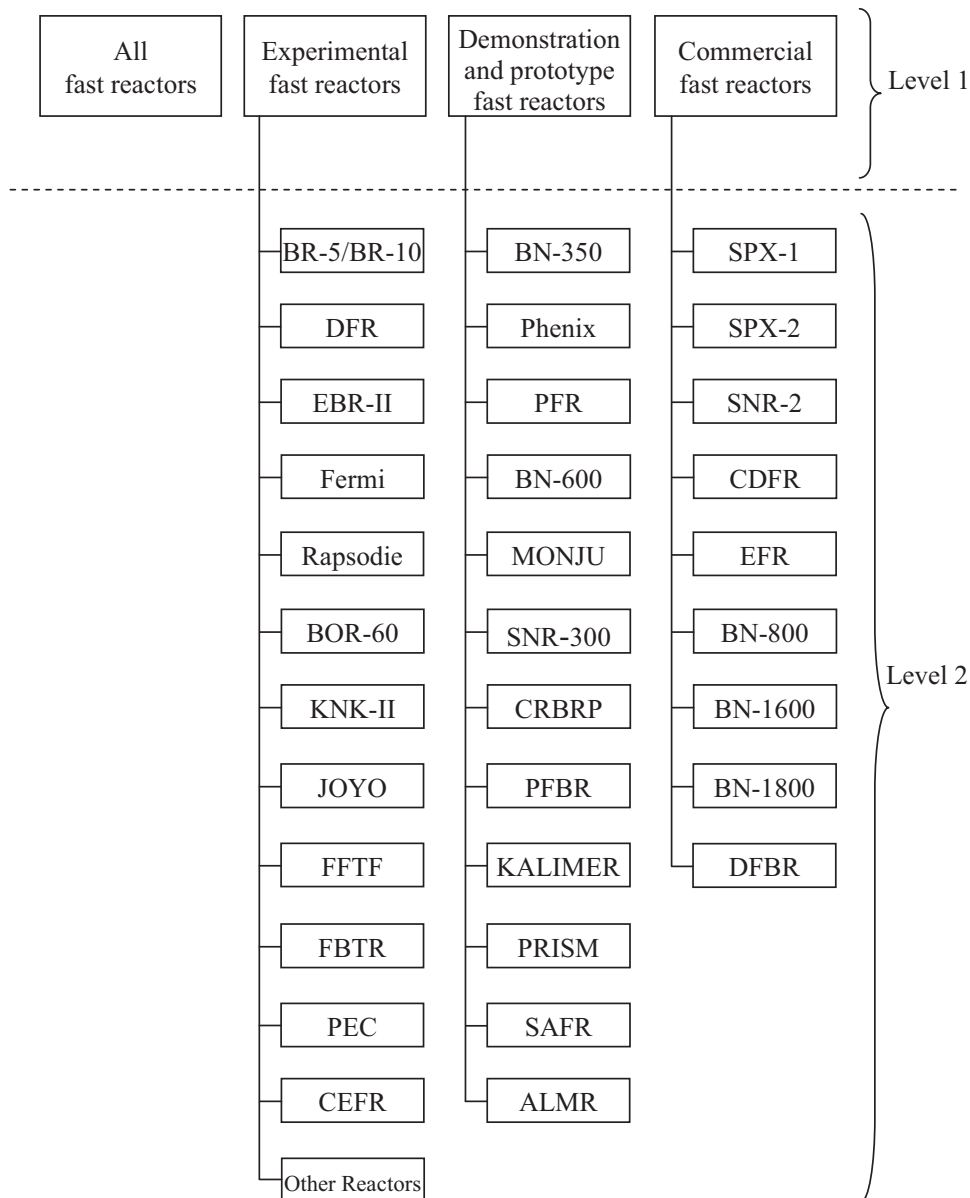 All
fast reactors
Experimental
fast reactors
Demonstration
and prototype
fast reactors
Commercial
fast reactors
Level 1
BR-5/BR-10
DFR
EBR-II
Fermi
Rapsodie
BOR-60
KNK-II
JOYO
FFTF
FBTR
PEC
CEFR
Other Reactors
BN-350
Phenix
PFR
BN-600
MONJU
SNR-300
CRBRP
PFBR
KALIMER
PRISM
SAFR
ALMR
SPX-1
SPX-2
SNR-2
CDFR
EFR
BN-800
BN-1600
BN-1800
DFBR
Level 2